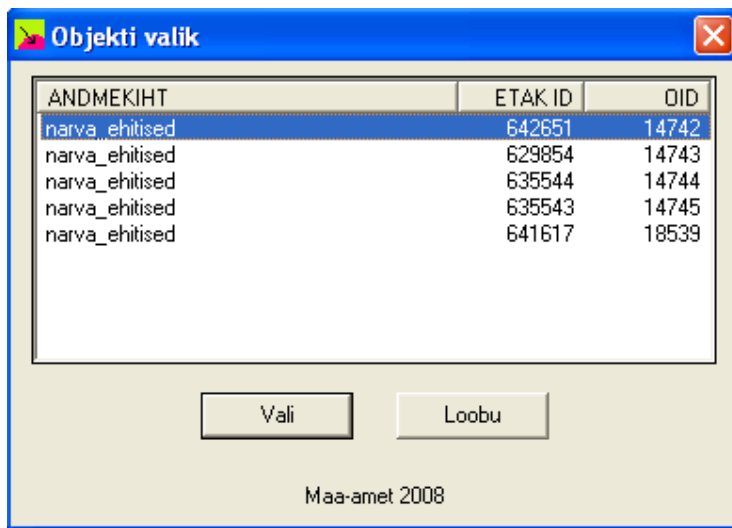 Objekti valik
ANDMEKIHT ETAK ID OID
narva_ehitised 642651 14742
narva_ehitised 629854 14743
narva_ehitised 635544 14744
narva_ehitised 635543 14745
narva_ehitised 641617 18539
Vali Loobu
Maa-amet 2008